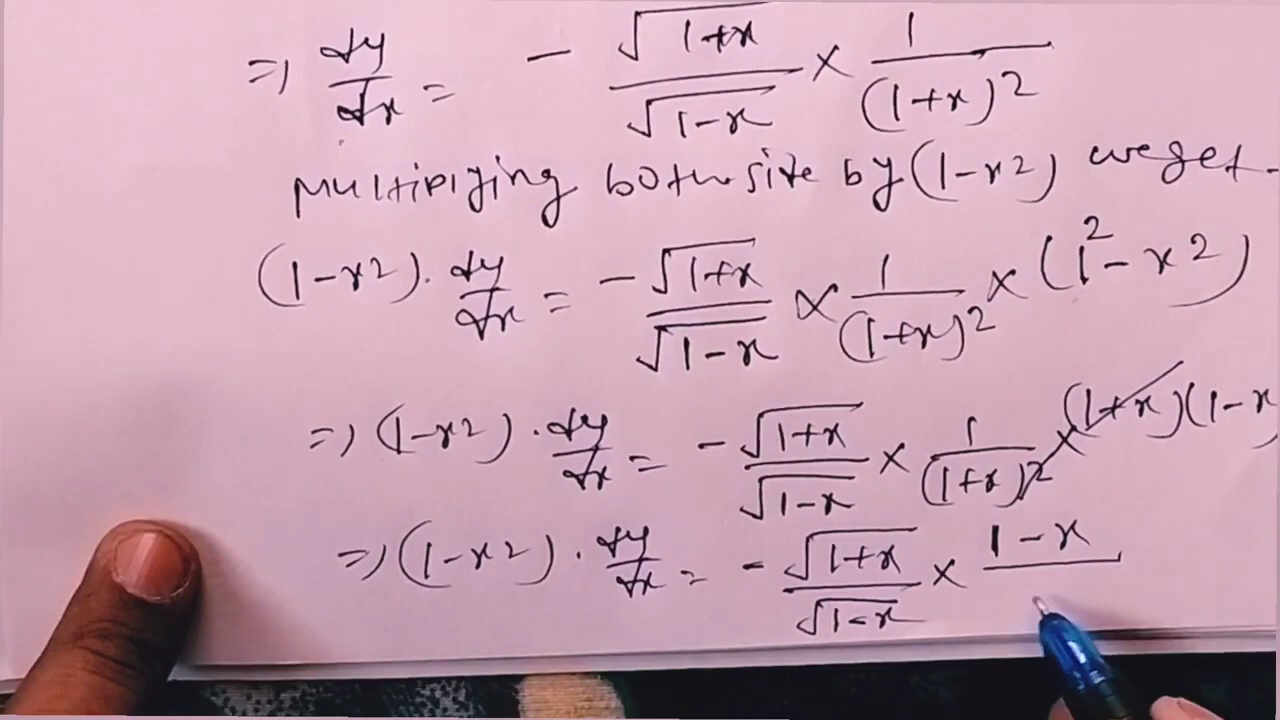 ⇒ dy/dx = - √(1+x)/√(1-x) × 1/(1+x)²
multiplying both side by (1-x²) we get-
(1-x²)· dy/dx = -√(1+x)/√(1-x) × 1/(1+x)² × (1²-x²)
⇒ (1-x²)· dy/dx = -√(1+x)/√(1-x) × 1/(1+x)² × (1+x)(1-x
⇒ (1-x²)· dy/dx = -√(1+x)/√(1-x) × 1-x/